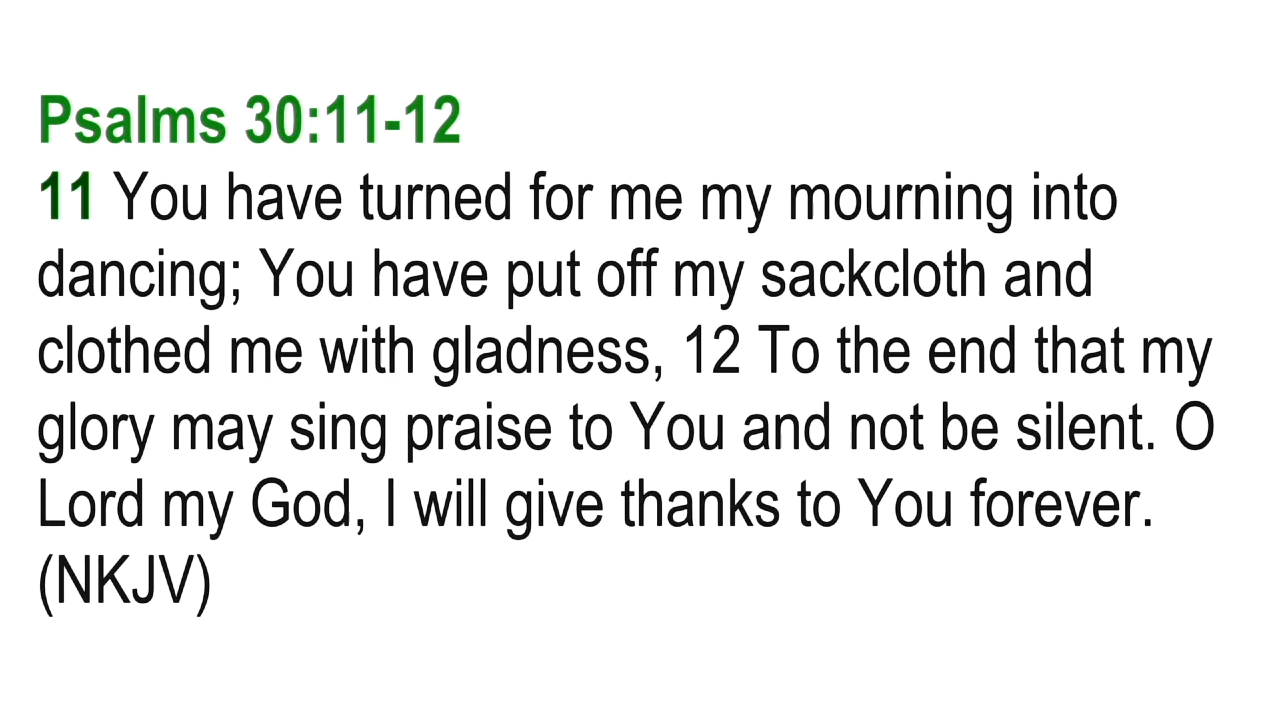 Psalms 30:11-12
11 You have turned for me my mourning into
dancing; You have put off my sackcloth and
clothed me with gladness, 12 To the end that my
glory may sing praise to You and not be silent. O
Lord my God, I will give thanks to You forever.
(NKJV)